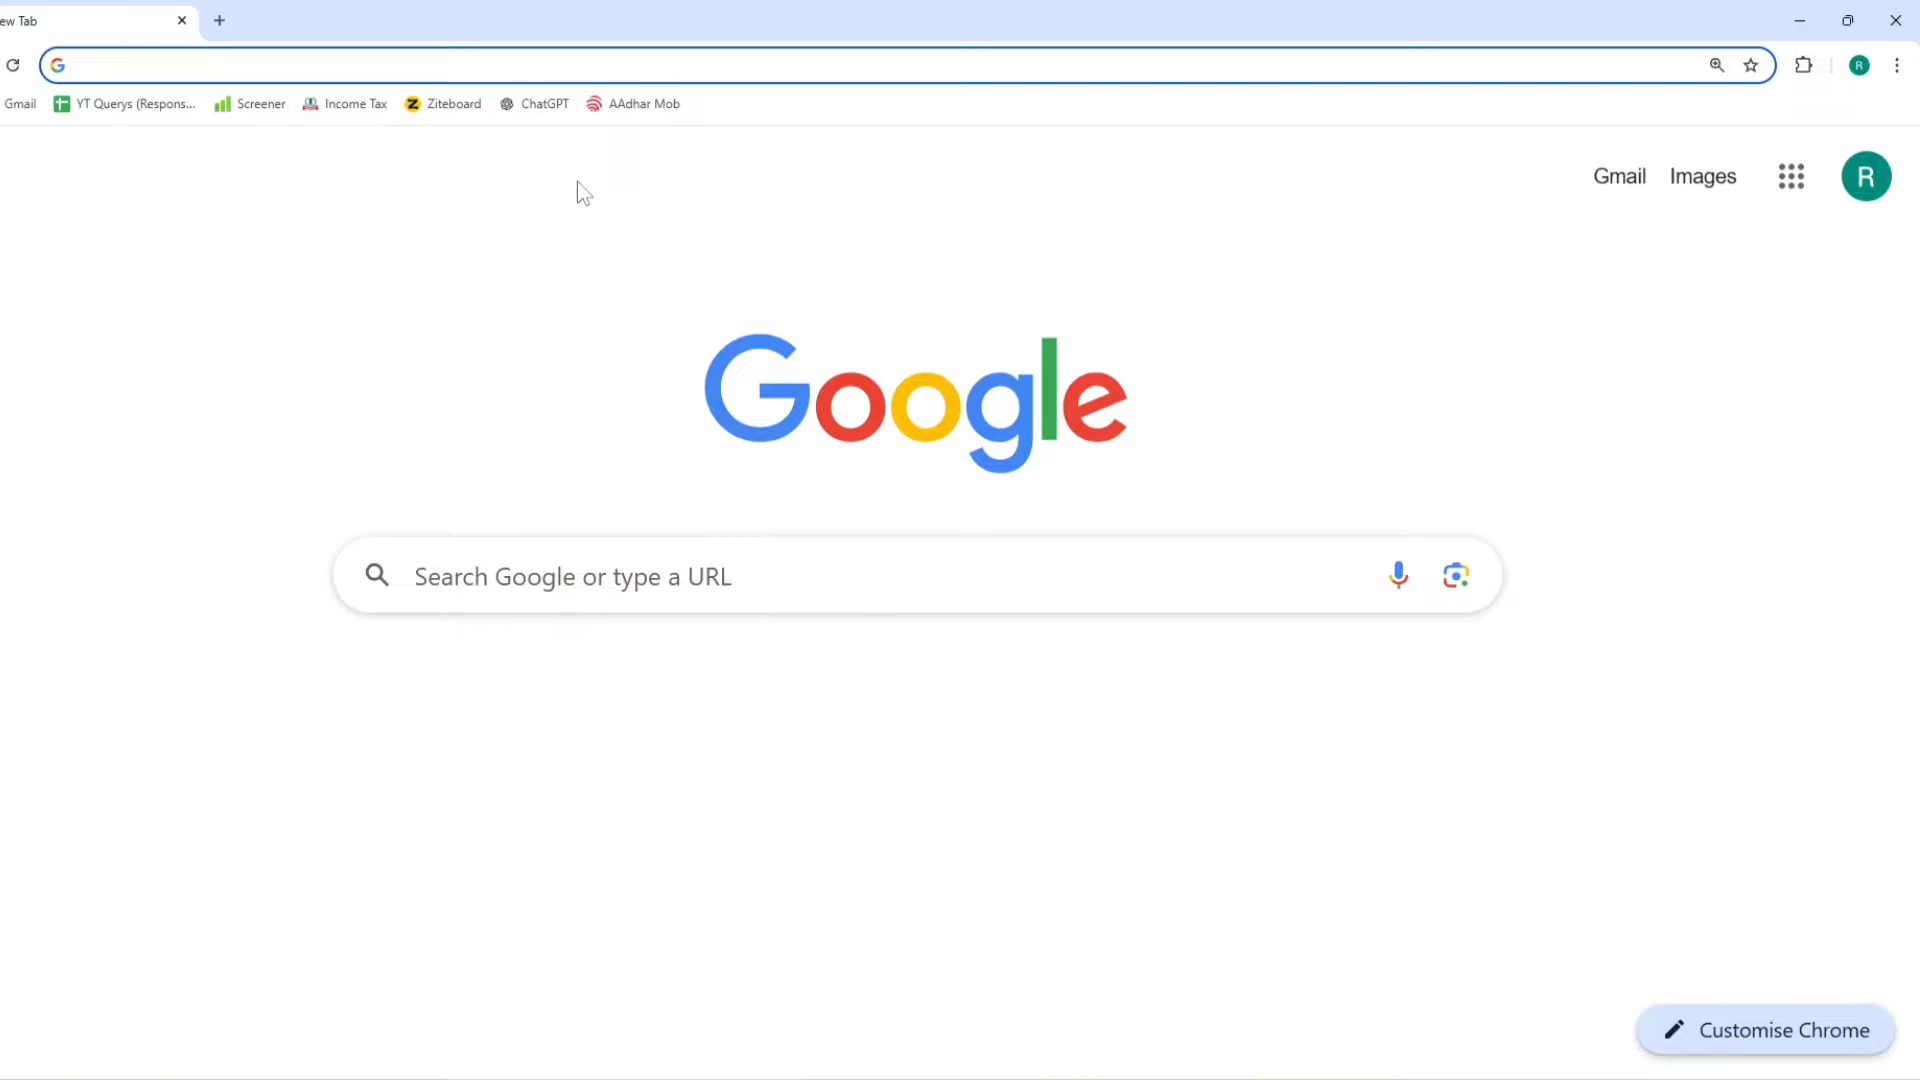 ew Tab
Gmail YT Querys (Respons... Screener Income Tax Ziteboard ChatGPT AAdhar Mob
Gmail Images R
Google
Search Google or type a URL
Customise Chrome